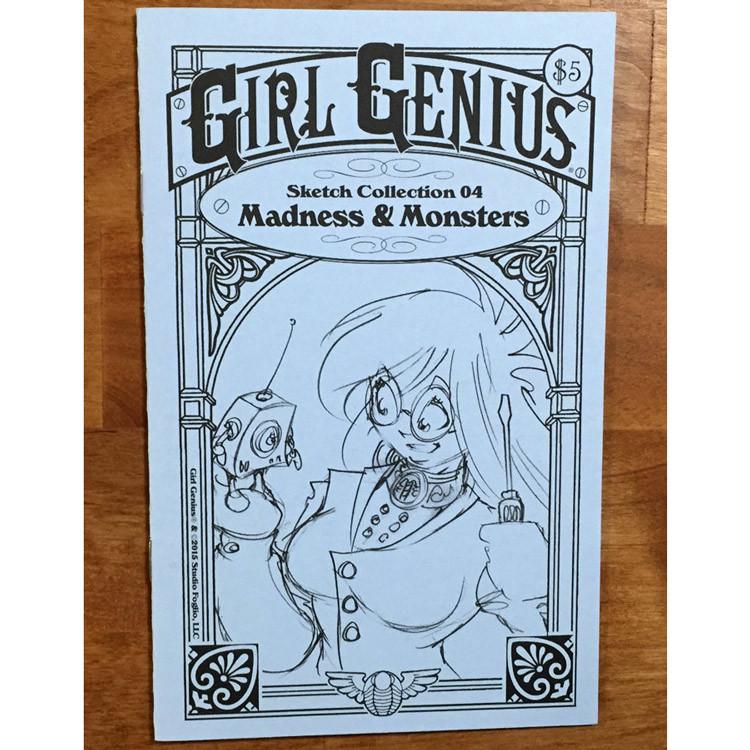 $5
GIRL GENIUS®
Sketch Collection 04
Madness & Monsters
Girl Genius® & ©2015 Studio Foglio, LLC